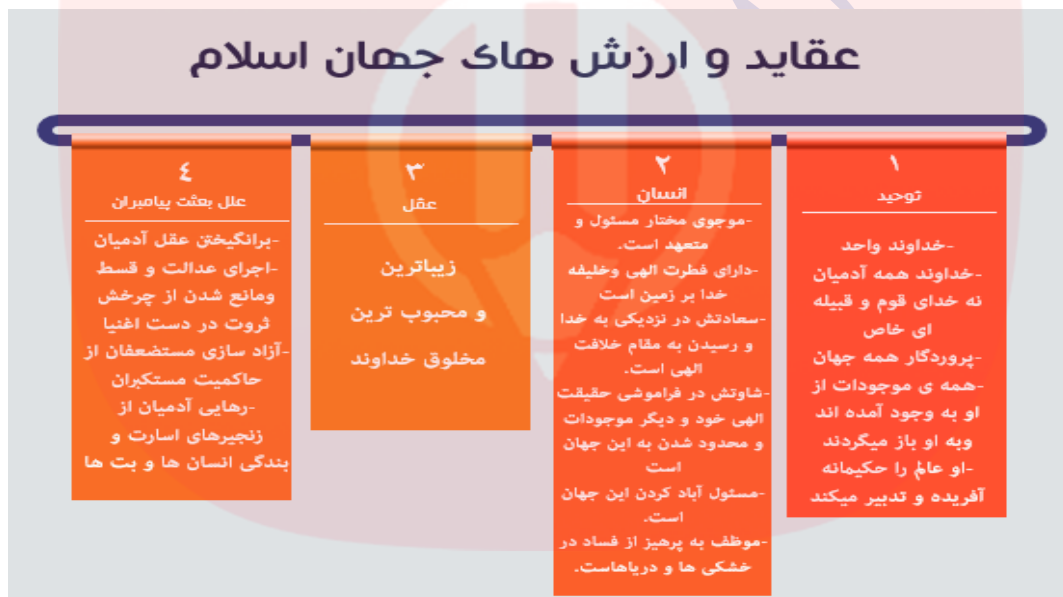 عقاید و ارزش های جهان اسلام
۱
توحید
-خداوند واحد
-خداوند همه آدمیان
نه خدای قوم و قبیله
ای خاص
-پروردگار همه جهان
-همه ی موجودات از
او به وجود آمده اند
وبه او باز میگردند
-او عالم را حکیمانه
آفریده و تدبیر میکند
۲
انسان
-موجوی مختار مسئول و
متعهد است.
-دارای فطرت الهی وخلیفه
خدا بر زمین است
-سعادتش در نزدیکی به خدا
و رسیدن به مقام خلافت
الهی است.
-شاوتش در فراموشی حقیقت
الهی خود و دیگر موجودات
و محدود شدن به این جهان
است
-مسئول آباد کردن این جهان
است.
-موظف به پرهیز از فساد در
خشکی ها و دریاهاست.
۳
عقل
زیباترین
و محبوب ترین
مخلوق خداوند
٤
علل بعثت پیامبران
-برانگیختن عقل آدمیان
-اجرای عدالت و قسط
ومانع شدن از چرخش
ثروت در دست اغنیا
-آزاد سازی مستضعفان از
حاکمیت مستکبران
-رهایی آدمیان از
زنجیرهای اسارت و
بندگی انسان ها و بت ها